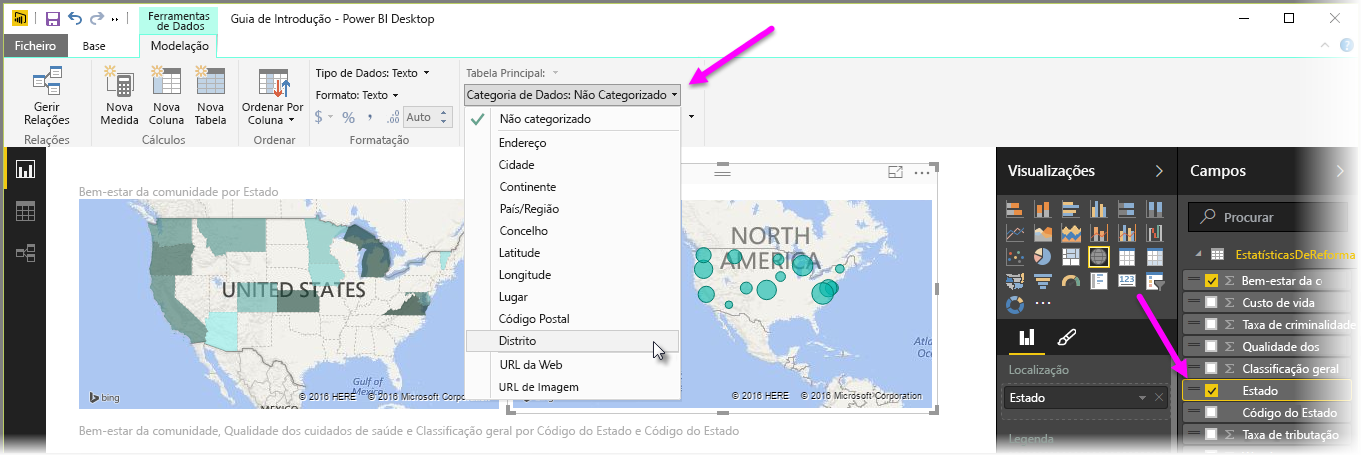 Ferramentas de Dados
Guia de Introdução - Power BI Desktop
Ficheiro
Base
Modelação
Gerir Relações
Nova Medida
Nova Coluna
Nova Tabela
Ordenar Por Coluna
Tipo de Dados: Texto
Formato: Texto
$ % , .00 Auto
Tabela Principal:
Categoria de Dados: Não Categorizado
Relações
Cálculos
Ordenar
Formatação
Não categorizado
Endereço
Cidade
Continente
País/Região
Concelho
Latitude
Longitude
Lugar
Código Postal
Distrito
URL da Web
URL de Imagem
Bem-estar da comunidade por Estado
UNITED STATES
Gulf of Mexico
MEXICO
bing
© 2016 HERE © 2016 Microsoft Corporation
NORTH AMERICA
Atlan
Ocea
© 2016 HERE © 2016 Microsoft Corporation
Bem-estar da comunidade, Qualidade dos cuidados de saúde e Classificação geral por Código do Estado e Código do Estado
Visualizações
123
Localização
Estado
Legenda
Campos
Procurar
EstatísticasDeReforma
Bem-estar da c
Custo de vida
Taxa de criminalidade
Qualidade dos
Classificação geral
Estado
Código do Estado
Taxa de tributação